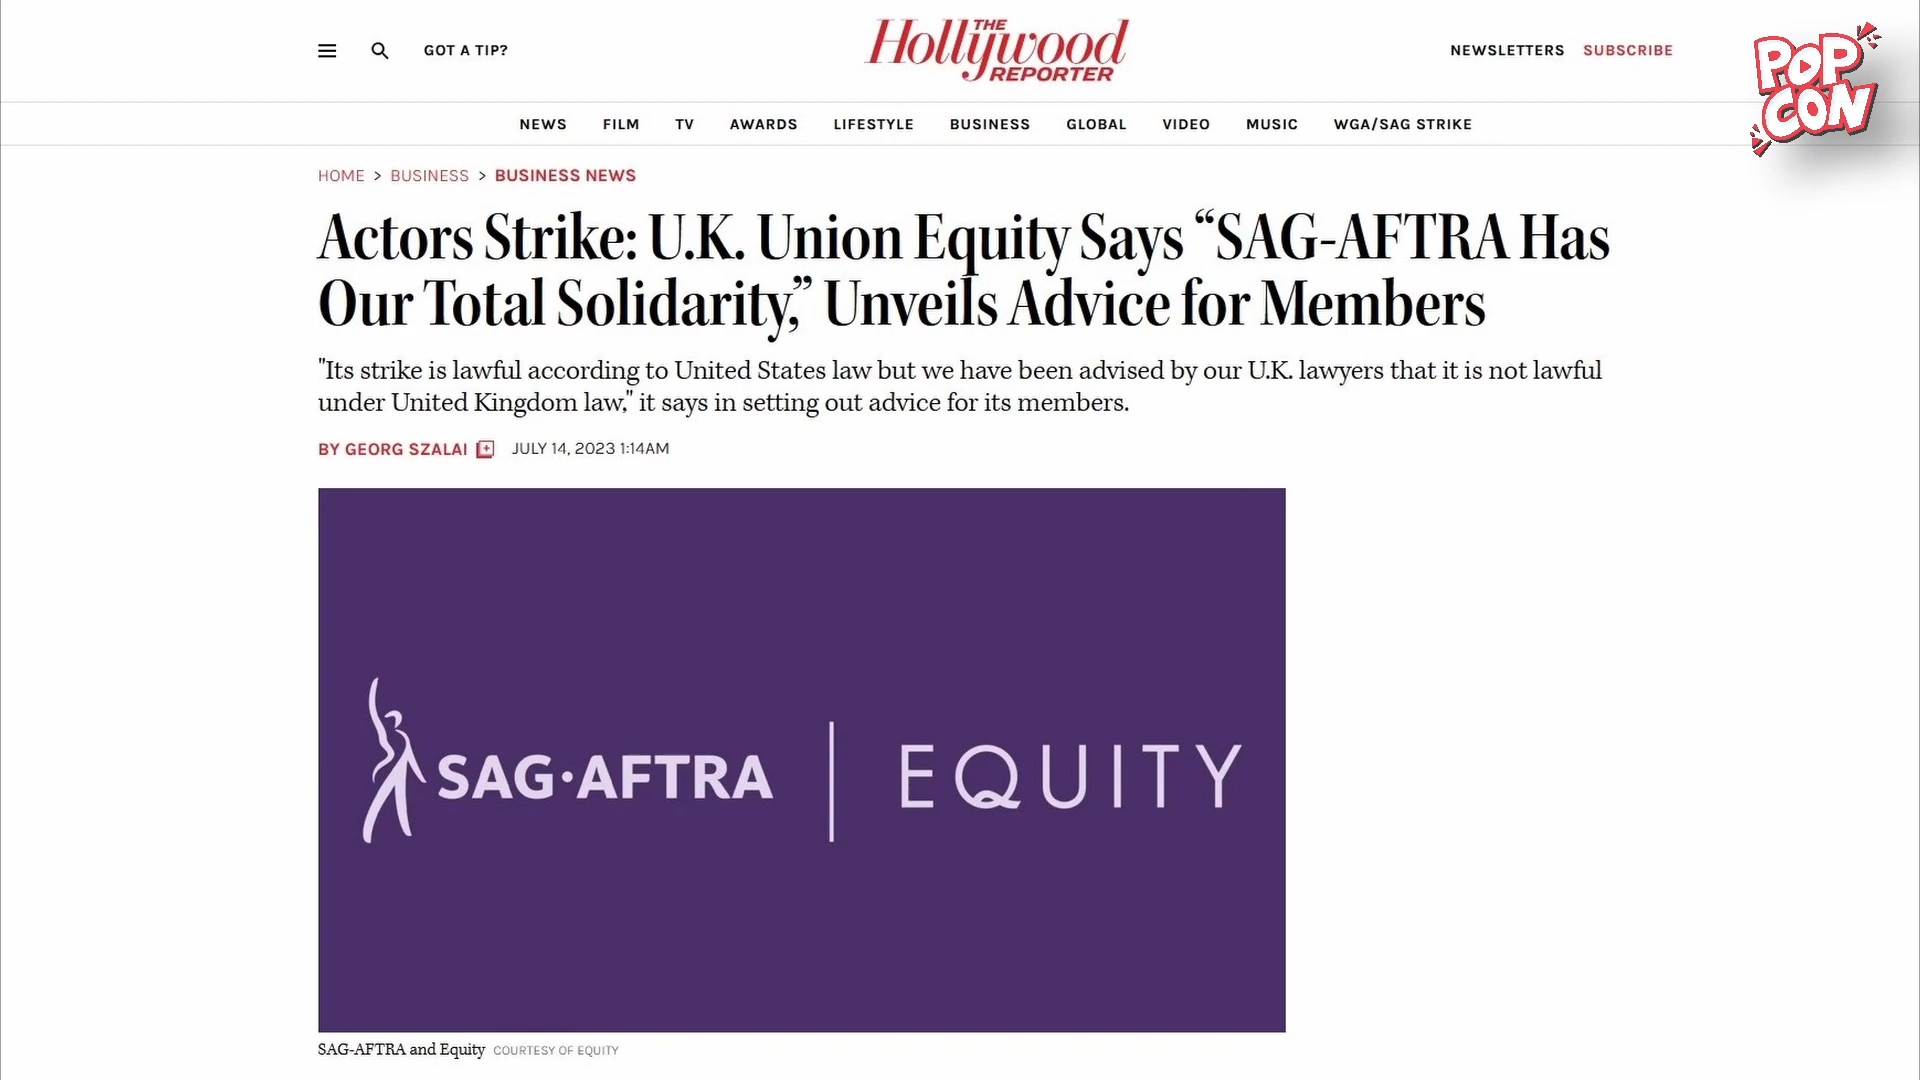 GOT A TIP?
THE
Hollywood
REPORTER
NEWSLETTERS SUBSCRIBE
POP
CON
NEWS FILM TV AWARDS LIFESTYLE BUSINESS GLOBAL VIDEO MUSIC WGA/SAG STRIKE
HOME > BUSINESS > BUSINESS NEWS
Actors Strike: U.K. Union Equity Says “SAG-AFTRA Has
Our Total Solidarity,” Unveils Advice for Members
"Its strike is lawful according to United States law but we have been advised by our U.K. lawyers that it is not lawful
under United Kingdom law," it says in setting out advice for its members.
BY GEORG SZALAI JULY 14, 2023 1:14AM
SAG·AFTRA | EQUITY
SAG-AFTRA and Equity COURTESY OF EQUITY